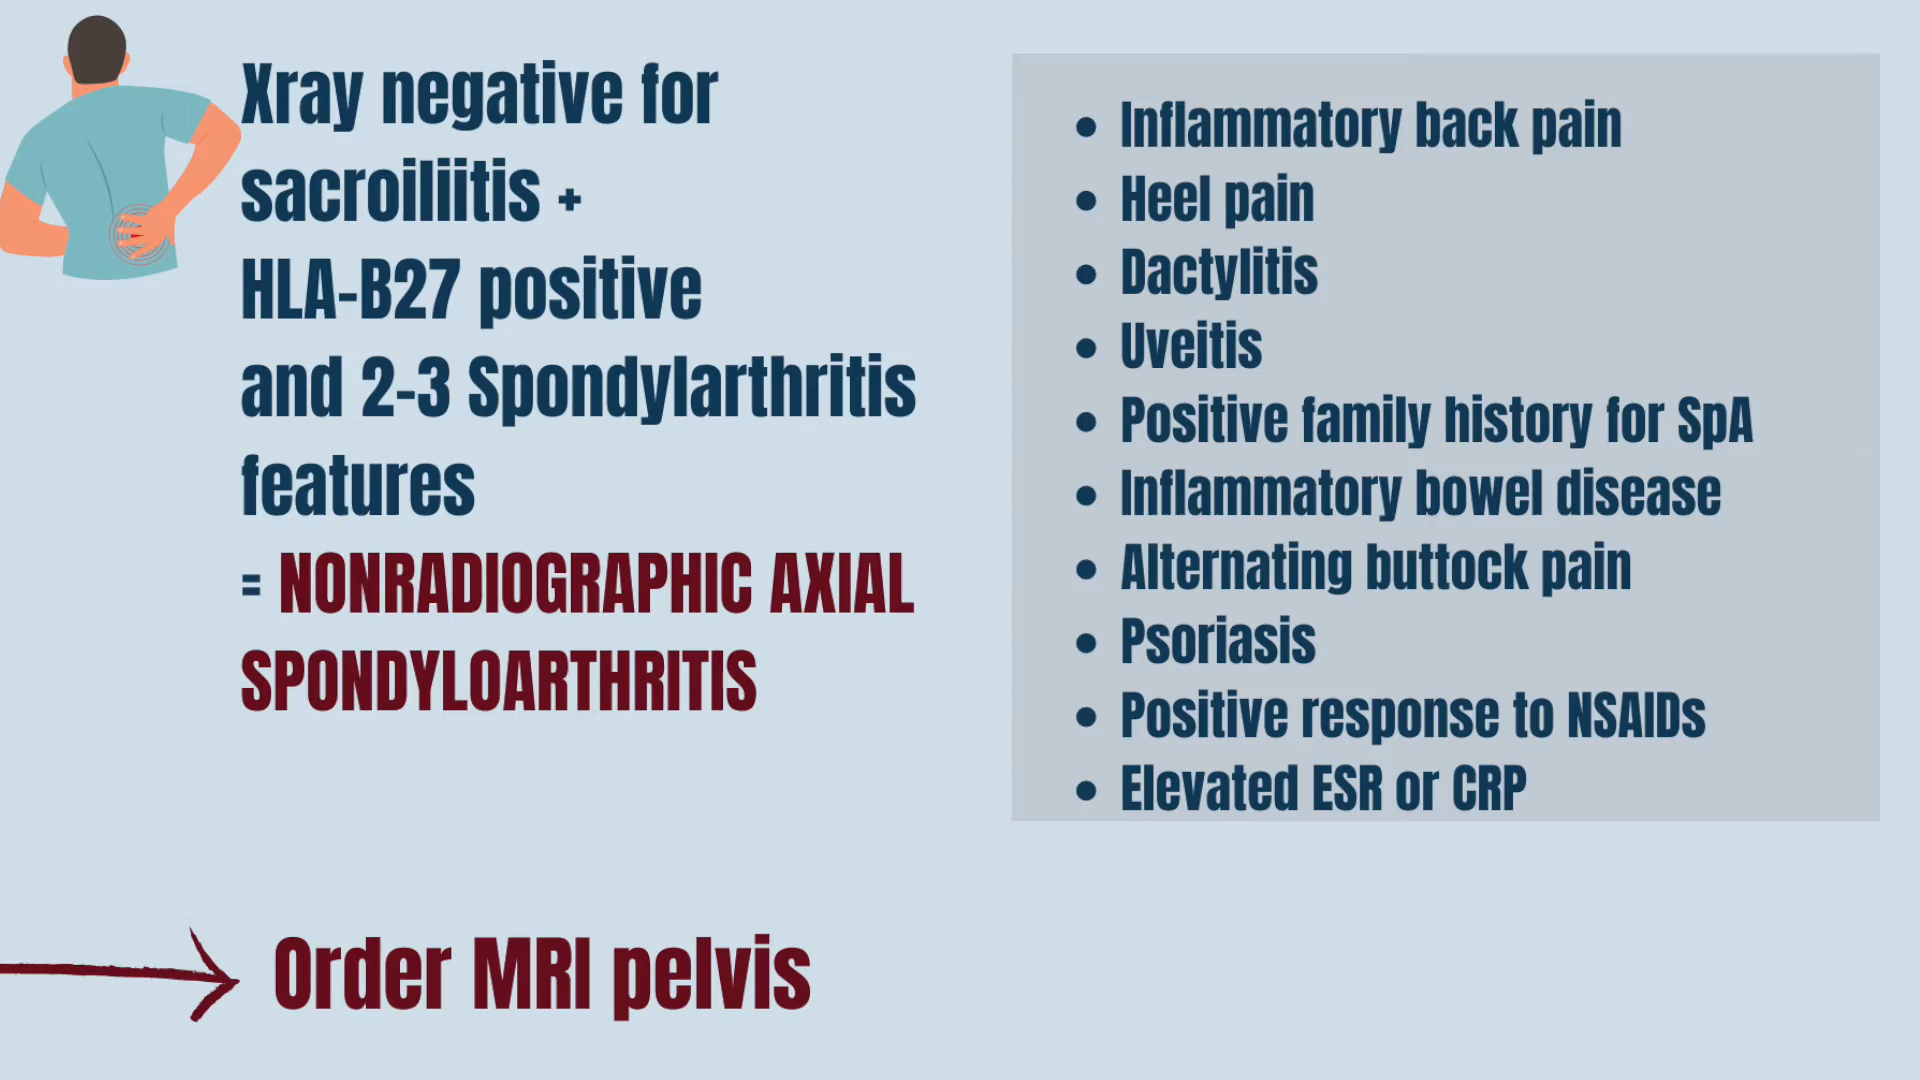 Xray negative for
sacroiliitis +
HLA-B27 positive
and 2-3 Spondylarthritis
features
= NONRADIOGRAPHIC AXIAL
SPONDYLOARTHRITIS
• Inflammatory back pain
• Heel pain
• Dactylitis
• Uveitis
• Positive family history for SpA
• Inflammatory bowel disease
• Alternating buttock pain
• Psoriasis
• Positive response to NSAIDs
• Elevated ESR or CRP
Order MRI pelvis